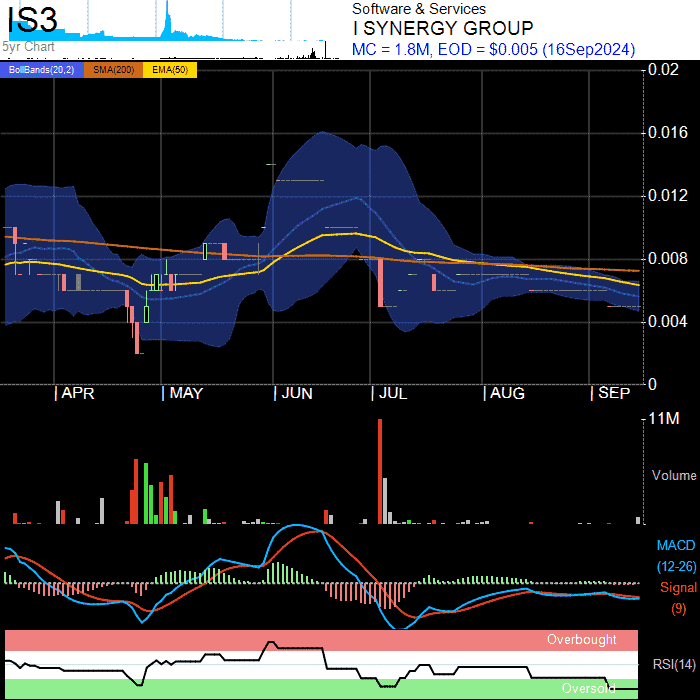 IS3
5yr Chart
Software & Services
I SYNERGY GROUP
MC = 1.8M, EOD = $0.005 (16Sep2024)
BollBands(20,2) SMA(200) EMA(50)
0.02
0.016
0.012
0.008
0.004
0
| APR | MAY | JUN | JUL | AUG | SEP
11M
Volume
MACD
(12-26)
Signal
(9)
Overbought
RSI(14)
Oversold